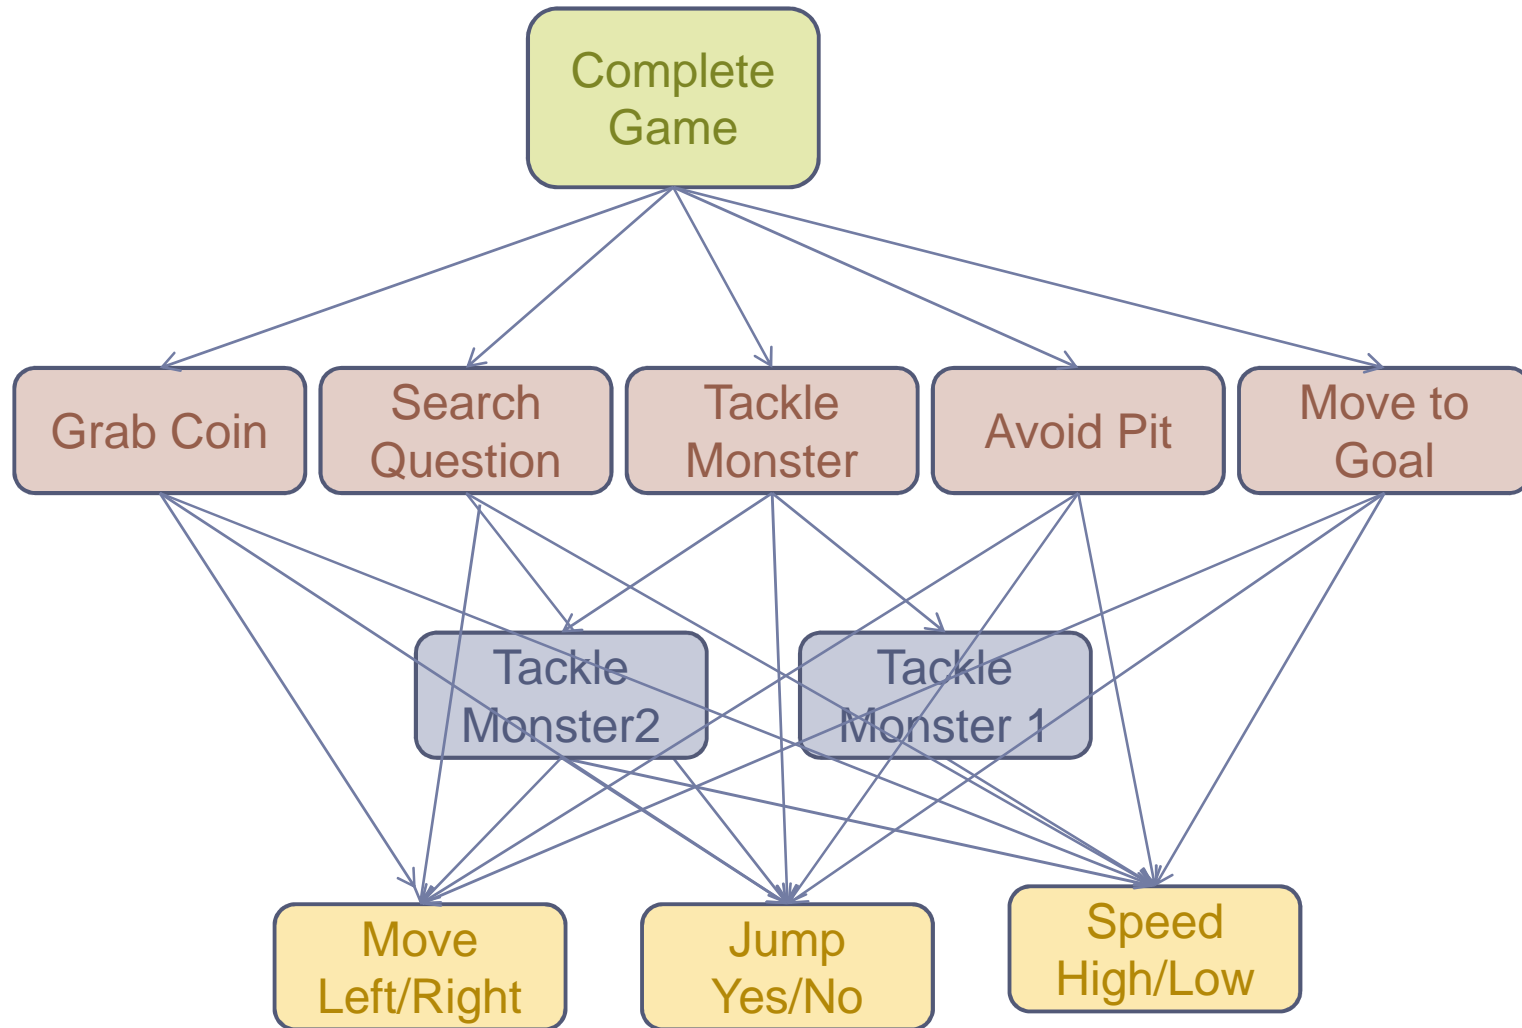 Complete
Game
Grab Coin
Search
Question
Tackle
Monster
Avoid Pit
Move to
Goal
Tackle
Monster2
Tackle
Monster 1
Move
Left/Right
Jump
Yes/No
Speed
High/Low